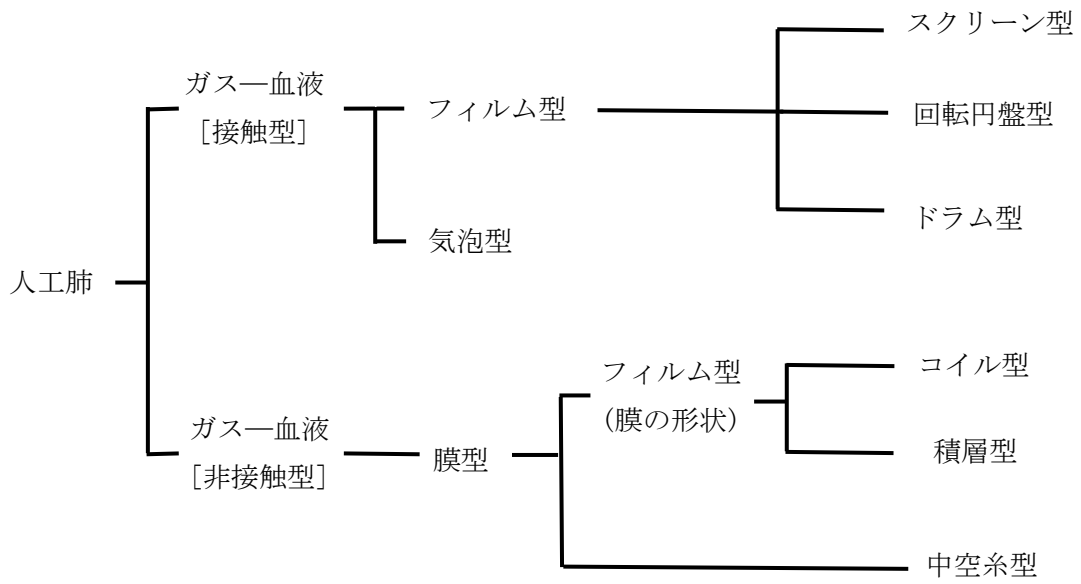 人工肺
ガス―血液
[接触型]
フィルム型
スクリーン型
回転円盤型
ドラム型
気泡型
ガス―血液
[非接触型]
膜型
フィルム型
(膜の形状)
コイル型
積層型
中空糸型